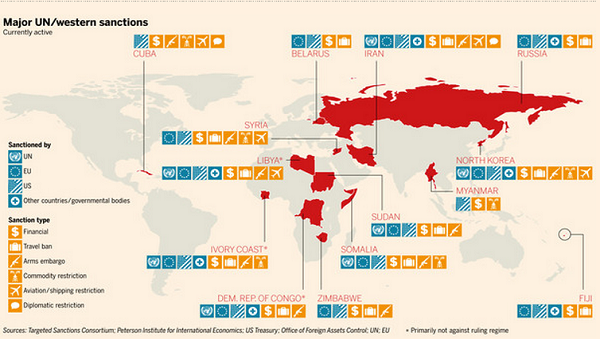 Major UN/western sanctions
Currently active
CUBA
BELARUS
IRAN
RUSSIA
SYRIA
Sanctioned by
UN
EU
US
Other countries/governmental bodies
LIBYA*
NORTH KOREA
MYANMAR
Sanction type
$ Financial
Travel ban
Arms embargo
Commodity restriction
Aviation/shipping restriction
Diplomatic restriction
SUDAN
IVORY COAST*
SOMALIA
DEM. REP. OF CONGO*
ZIMBABWE
FIJI
Sources: Targeted Sanctions Consortium; Peterson Institute for International Economics; US Treasury; Office of Foreign Assets Control; UN; EU
* Primarily not against ruling regime